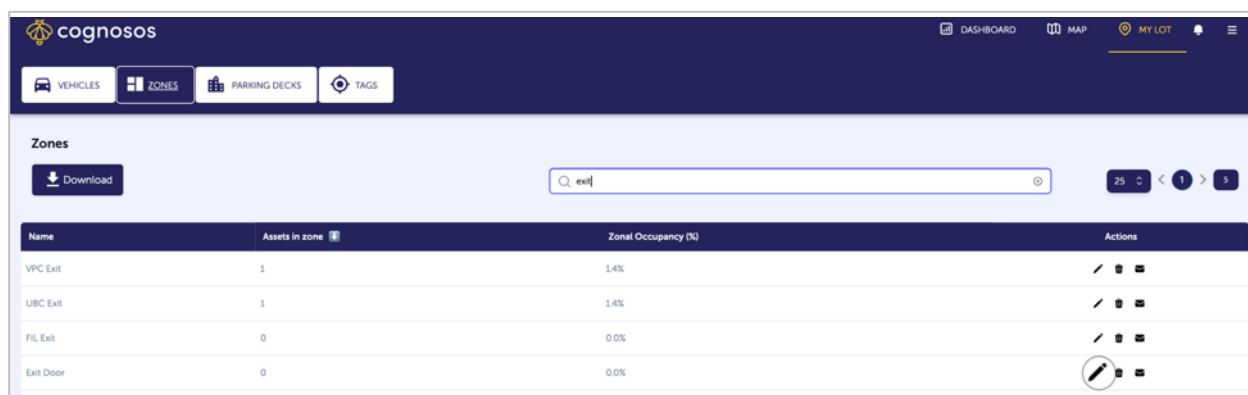 cognosos DASHBOARD MAP MY LOT
VEHICLES ZONES PARKING DECKS TAGS
Zones
Download exit 25 < 1 > 5
Name Assets in zone Zonal Occupancy (%) Actions
VPC Exit 1 1.4%
UBC Exit 1 1.4%
FIL Exit 0 0.0%
Exit Door 0 0.0%